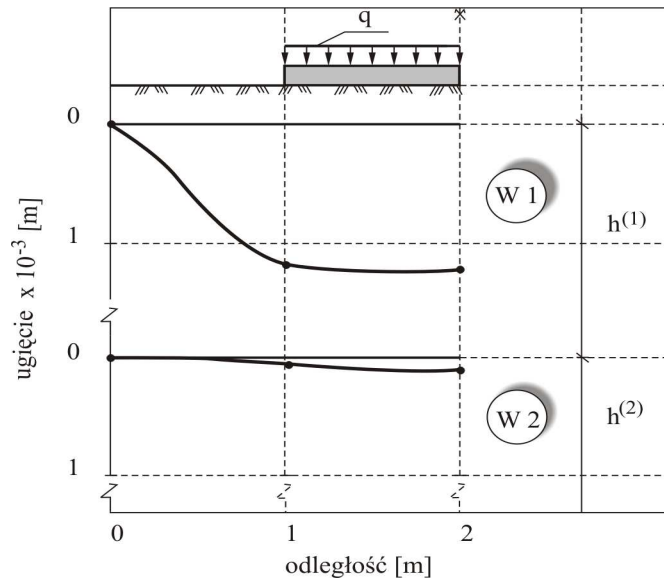 q
0
W 1
h(1)
1
ugięcie x 10-3 [m]
0
W 2
h(2)
1
0 1 2
odległość [m]